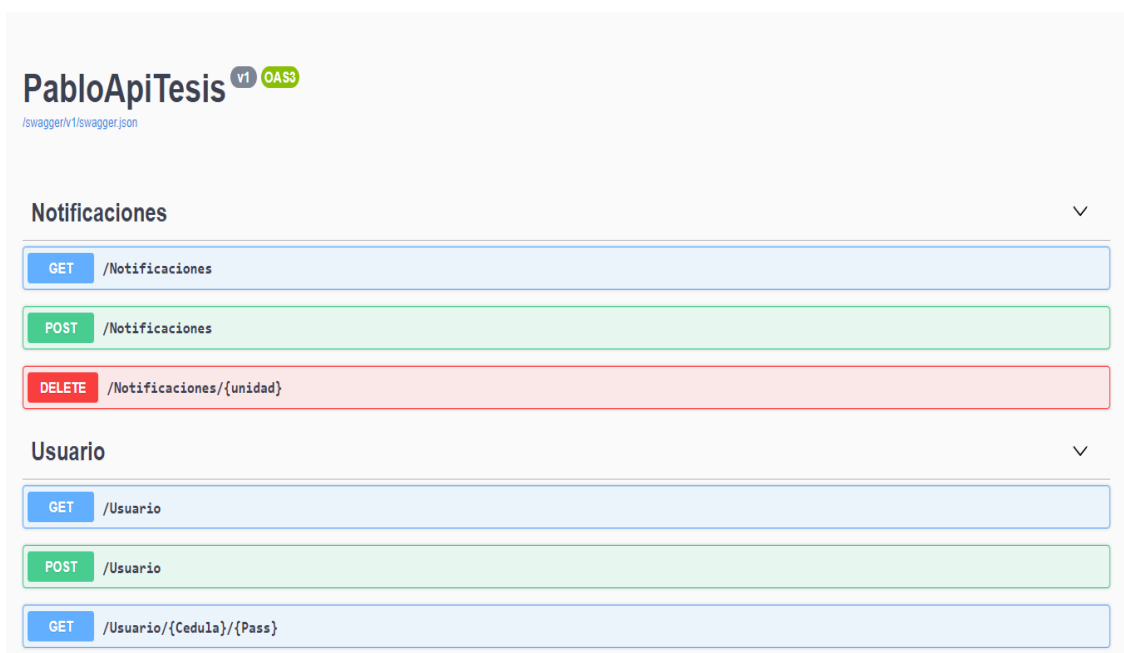 PabloApiTesis v1 OAS3
/swagger/v1/swagger.json
Notificaciones
GET /Notificaciones
POST /Notificaciones
DELETE /Notificaciones/{unidad}
Usuario
GET /Usuario
POST /Usuario
GET /Usuario/{Cedula}/{Pass}